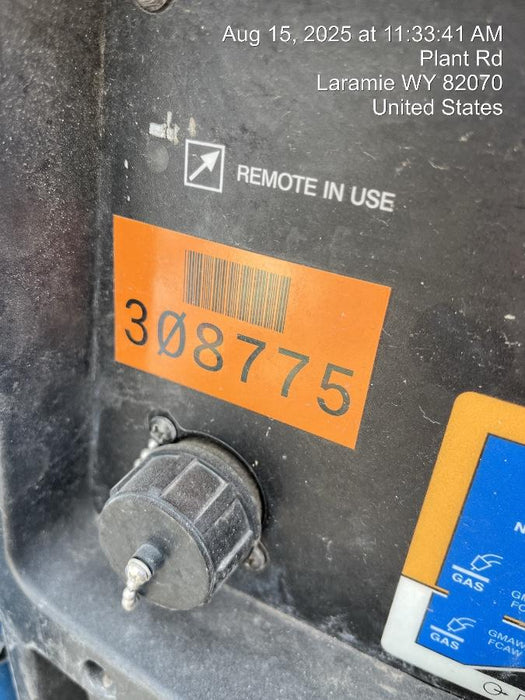 Aug 15, 2025 at 11:33:41 AM
Plant Rd
Laramie WY 82070
United States
REMOTE IN USE
3Ø8775
GAS
GAS
GMAW
FCAW